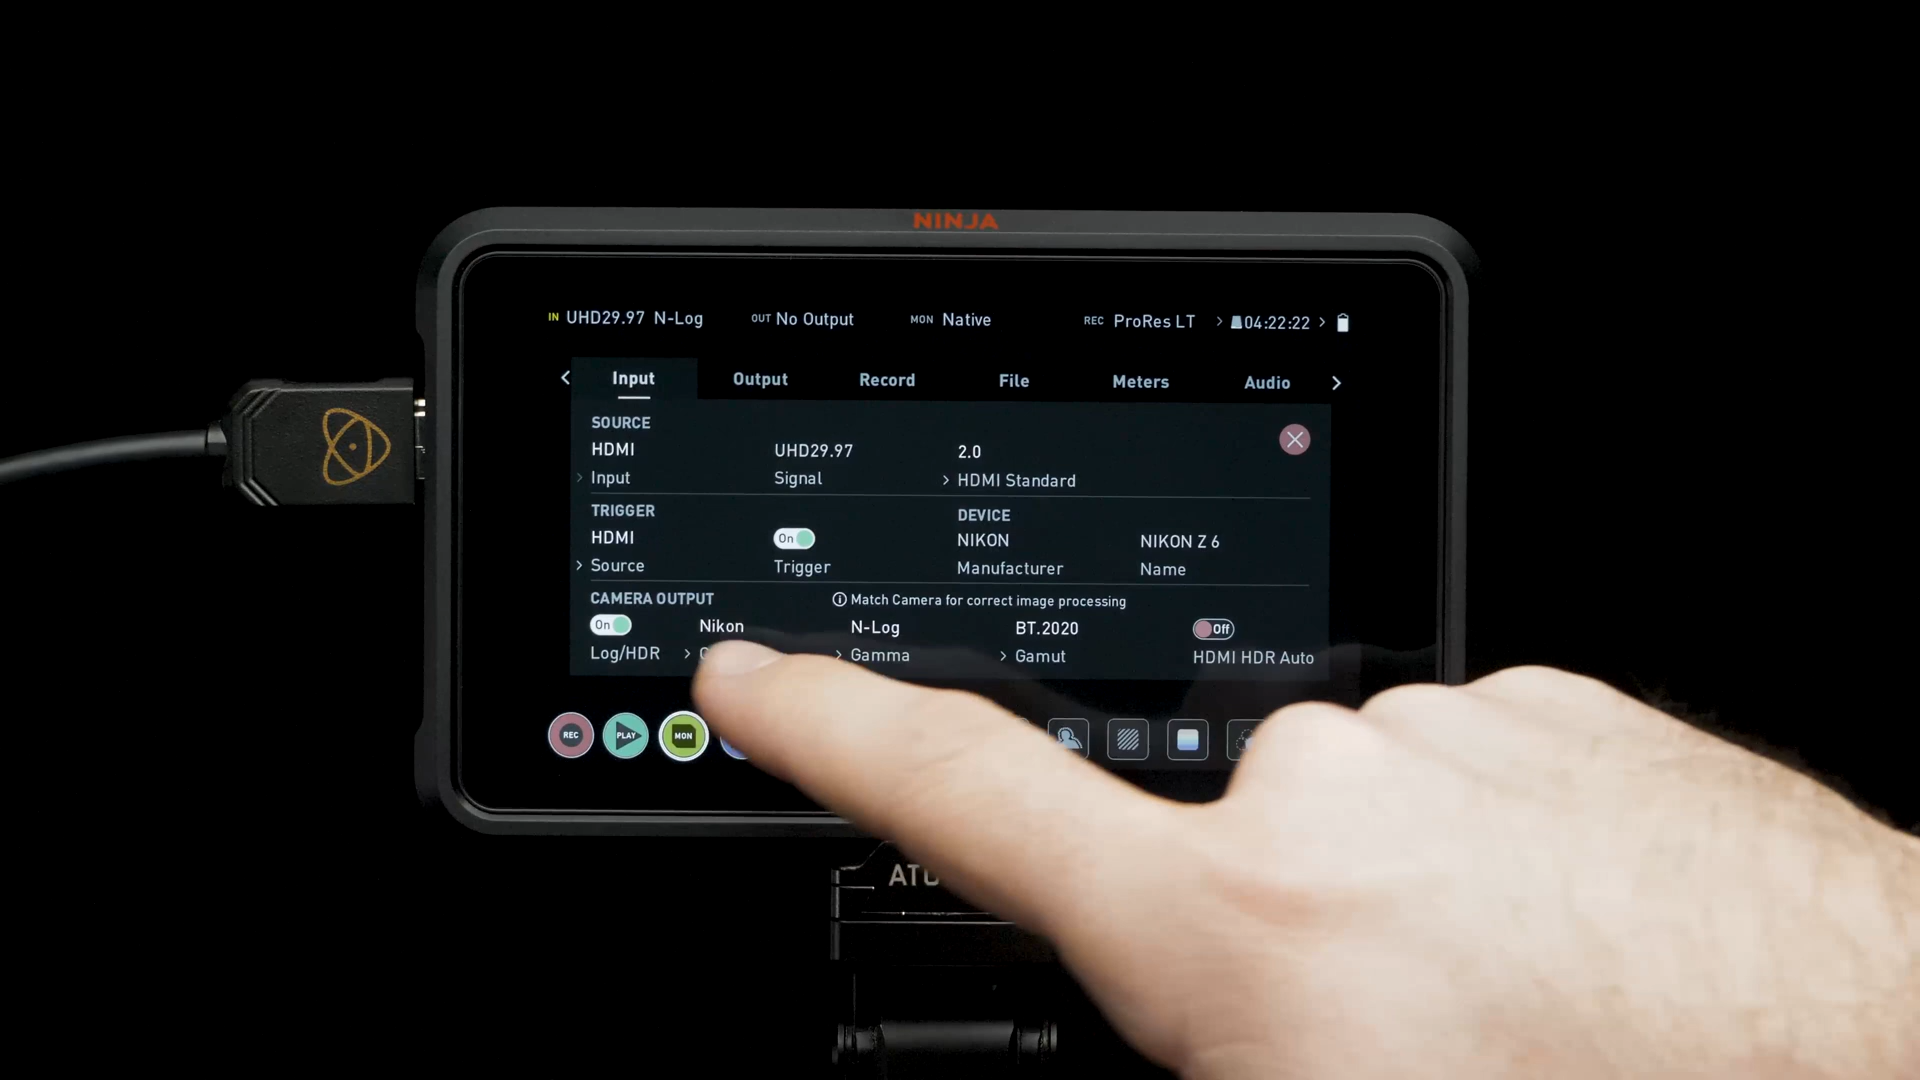 NINJA
IN UHD29.97 N-Log OUT No Output MON Native REC ProRes LT > 04:22:22 >
< Input Output Record File Meters Audio >
SOURCE
HDMI UHD29.97 2.0
> Input Signal > HDMI Standard
TRIGGER DEVICE
HDMI On NIKON NIKON Z 6
> Source Trigger Manufacturer Name
CAMERA OUTPUT Match Camera for correct image processing
On Nikon N-Log BT.2020 Off
Log/HDR > > Gamma > Gamut HDMI HDR Auto
REC PLAY MON